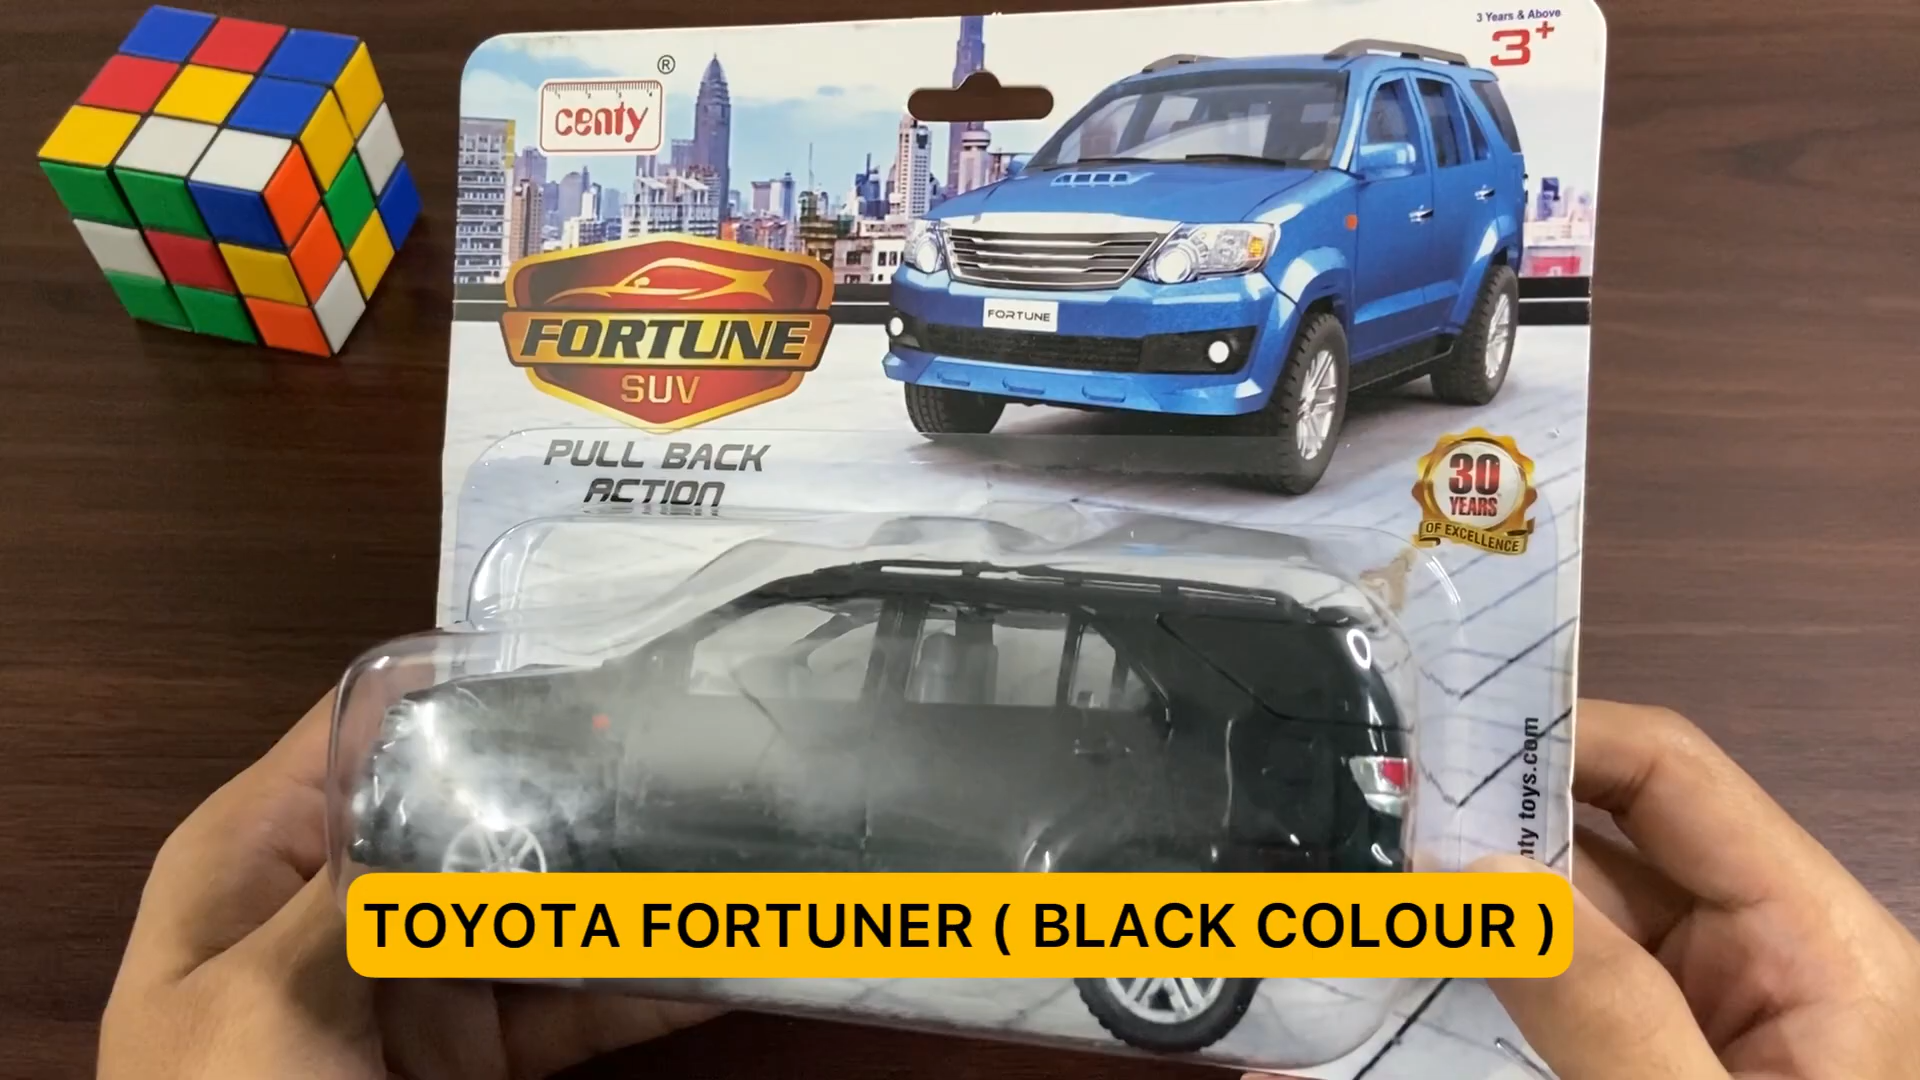 3 Years & Above
3+
centy
®
FORTUNE
SUV
FORTUNE
PULL BACK
ACTION
30
YEARS
OF EXCELLENCE
toys.com
TOYOTA FORTUNER ( BLACK COLOUR )